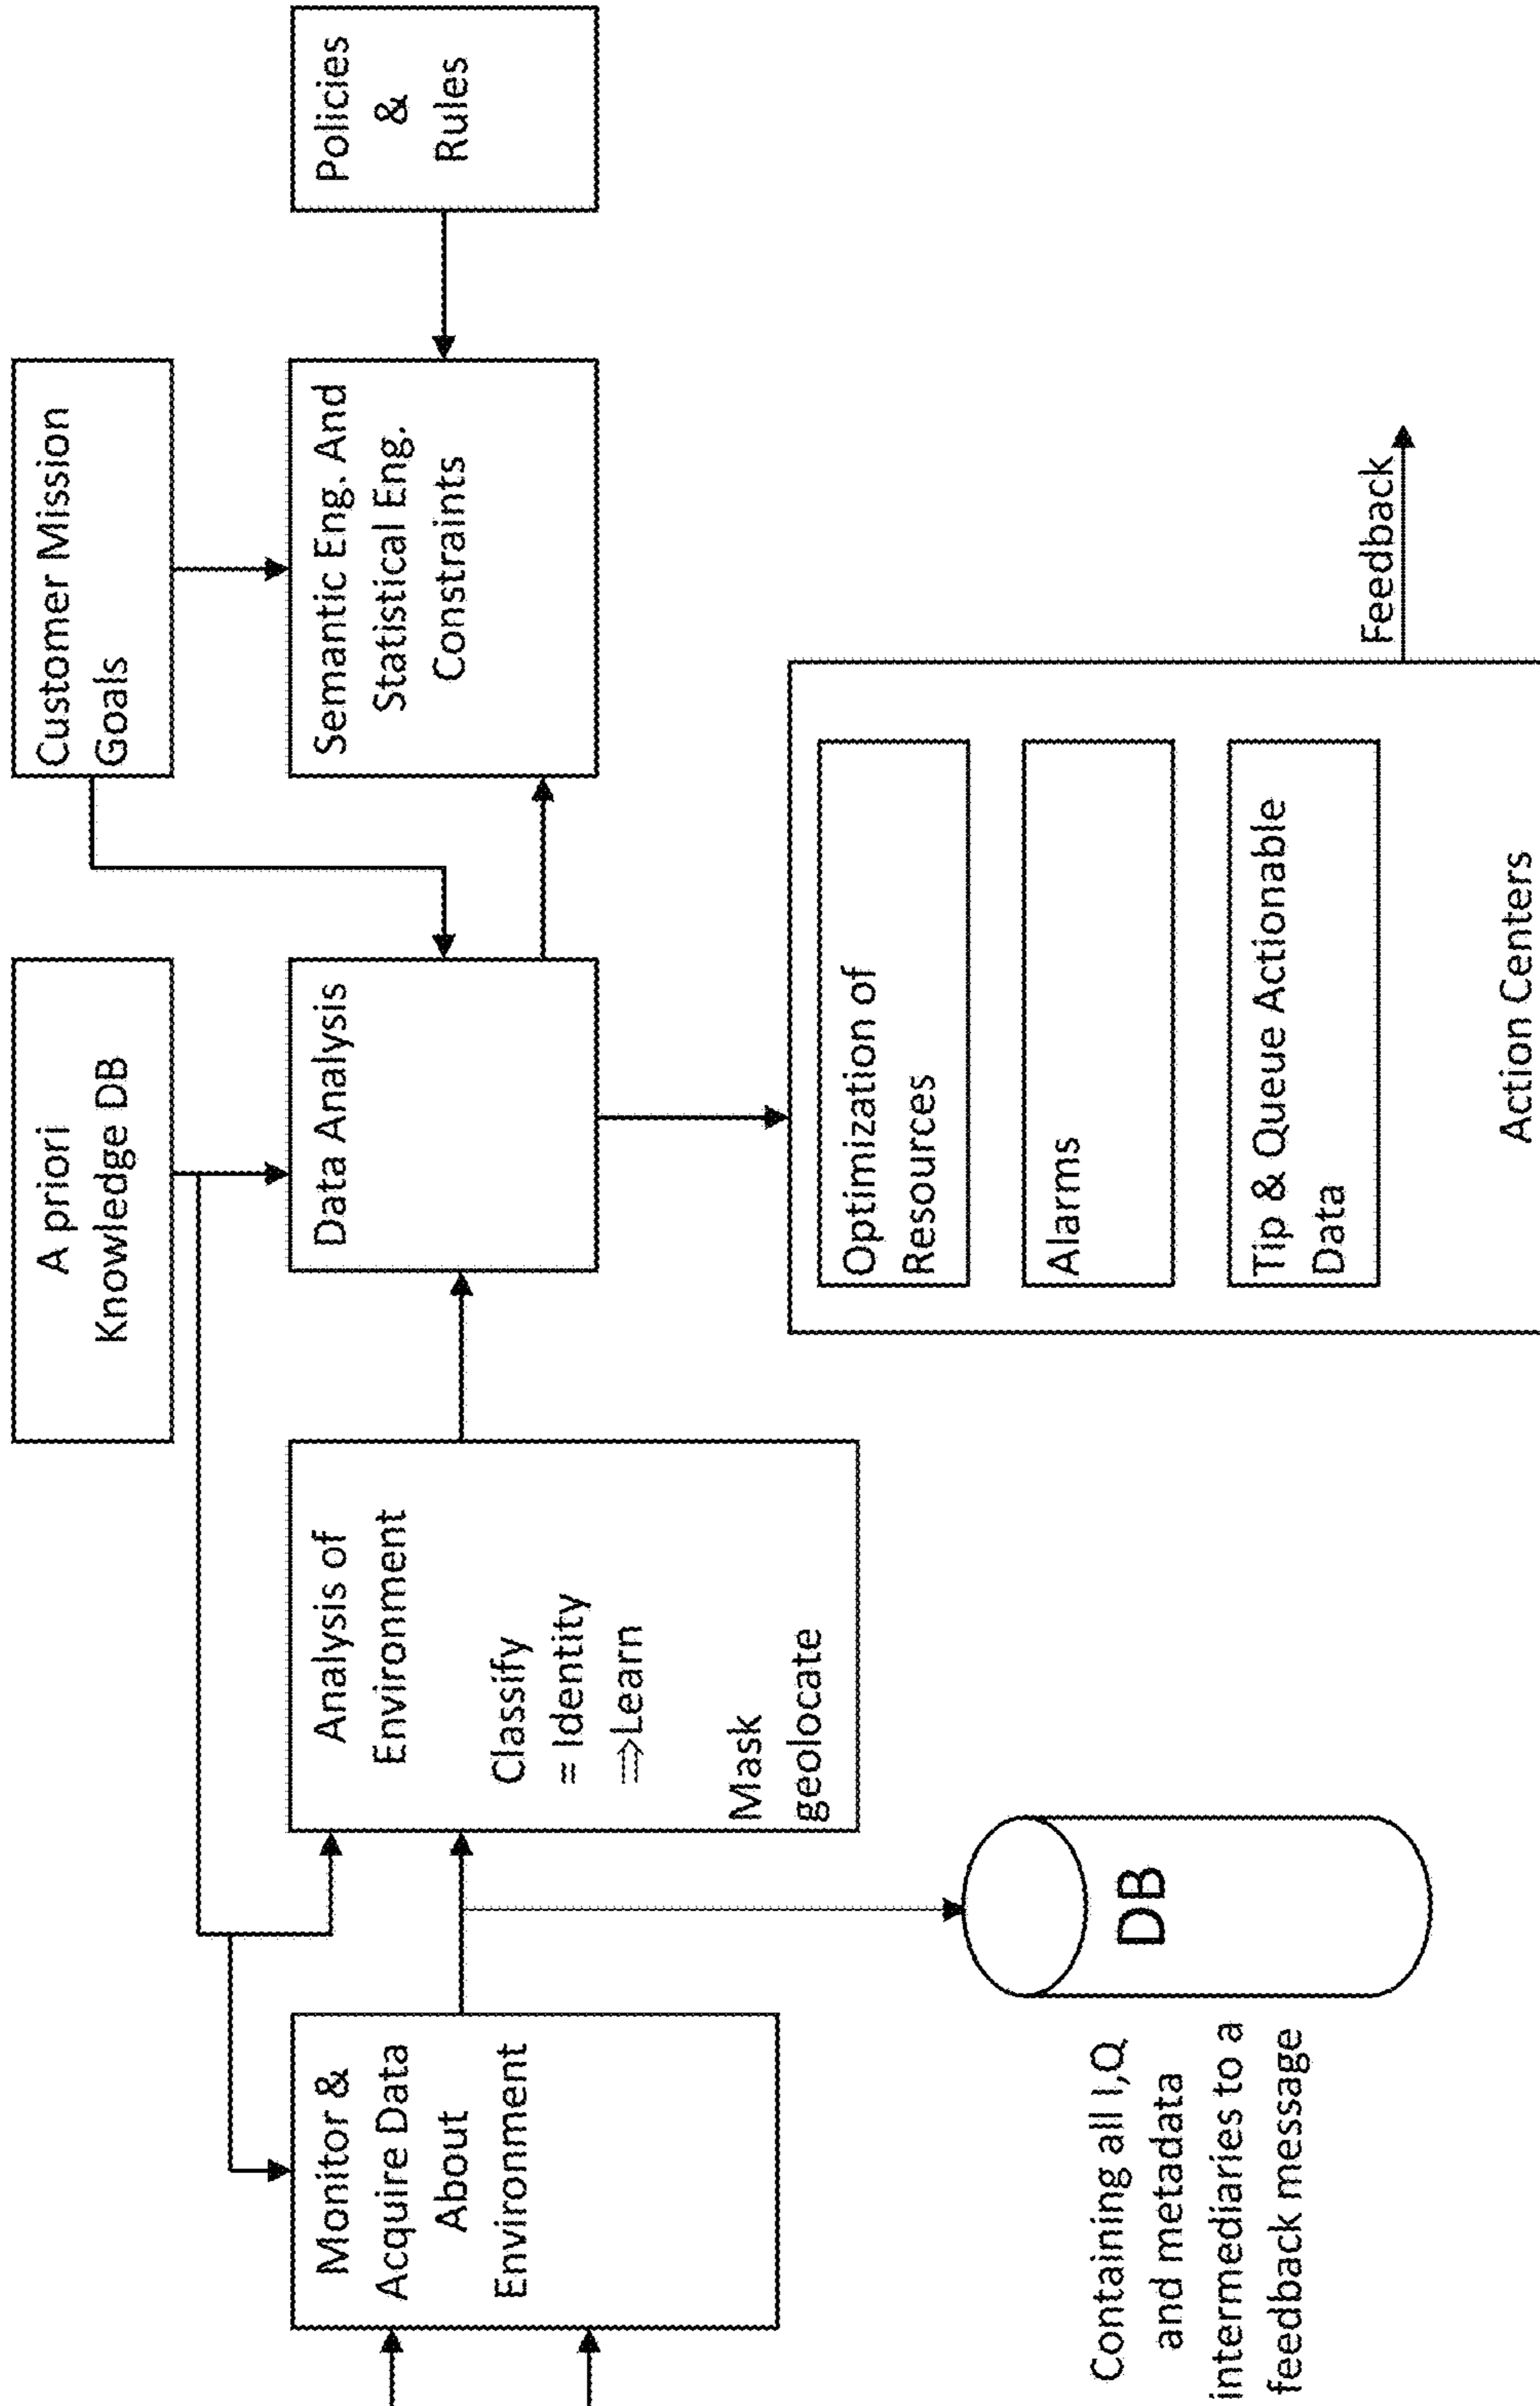 A priori
Knowledge DB
Customer Mission
Goals
Monitor &
Acquire Data
About
Environment
Analysis of
Environment
Classify
= Identity
⇒Learn
Mask
geolocate
Data Analysis
Semantic Eng. And
Statistical Eng.
Constraints
Policies
&
Rules
DB
Containing all I,Q
and metadata
intermediaries to a
feedback message
Optimization of
Resources
Alarms
Tip & Queue Actionable
Data
Action Centers
Feedback